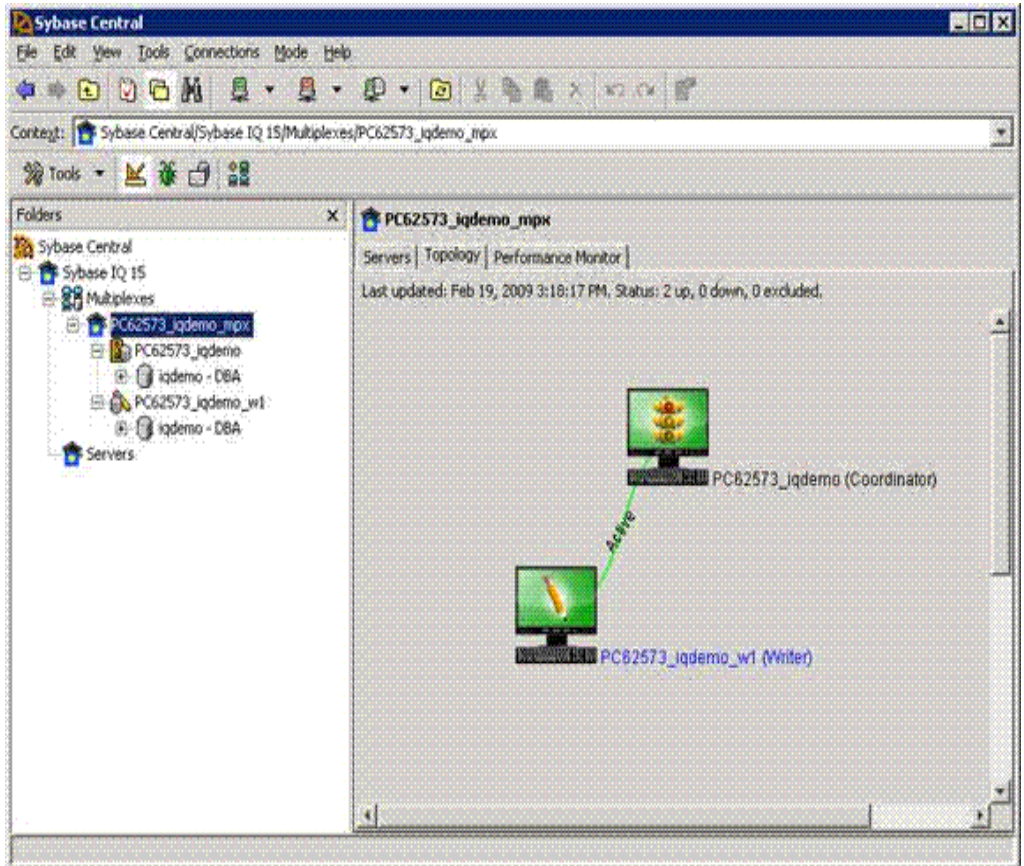 Sybase Central
File Edit View Tools Connections Mode Help
Context: Sybase Central/Sybase IQ 15/Multiplexes/PC62573_iqdemo_mpx
Tools
Folders x
Sybase Central
Sybase IQ 15
Multiplexes
PC62573_iqdemo_mpx
PC62573_iqdemo
iqdemo - DBA
PC62573_iqdemo_w1
iqdemo - DBA
Servers
PC62573_iqdemo_mpx
Servers Topology Performance Monitor
Last updated: Feb 19, 2009 3:18:17 PM, Status: 2 up, 0 down, 0 excluded.
PC62573_iqdemo (Coordinator)
Active
PC62573_iqdemo_w1 (Writer)